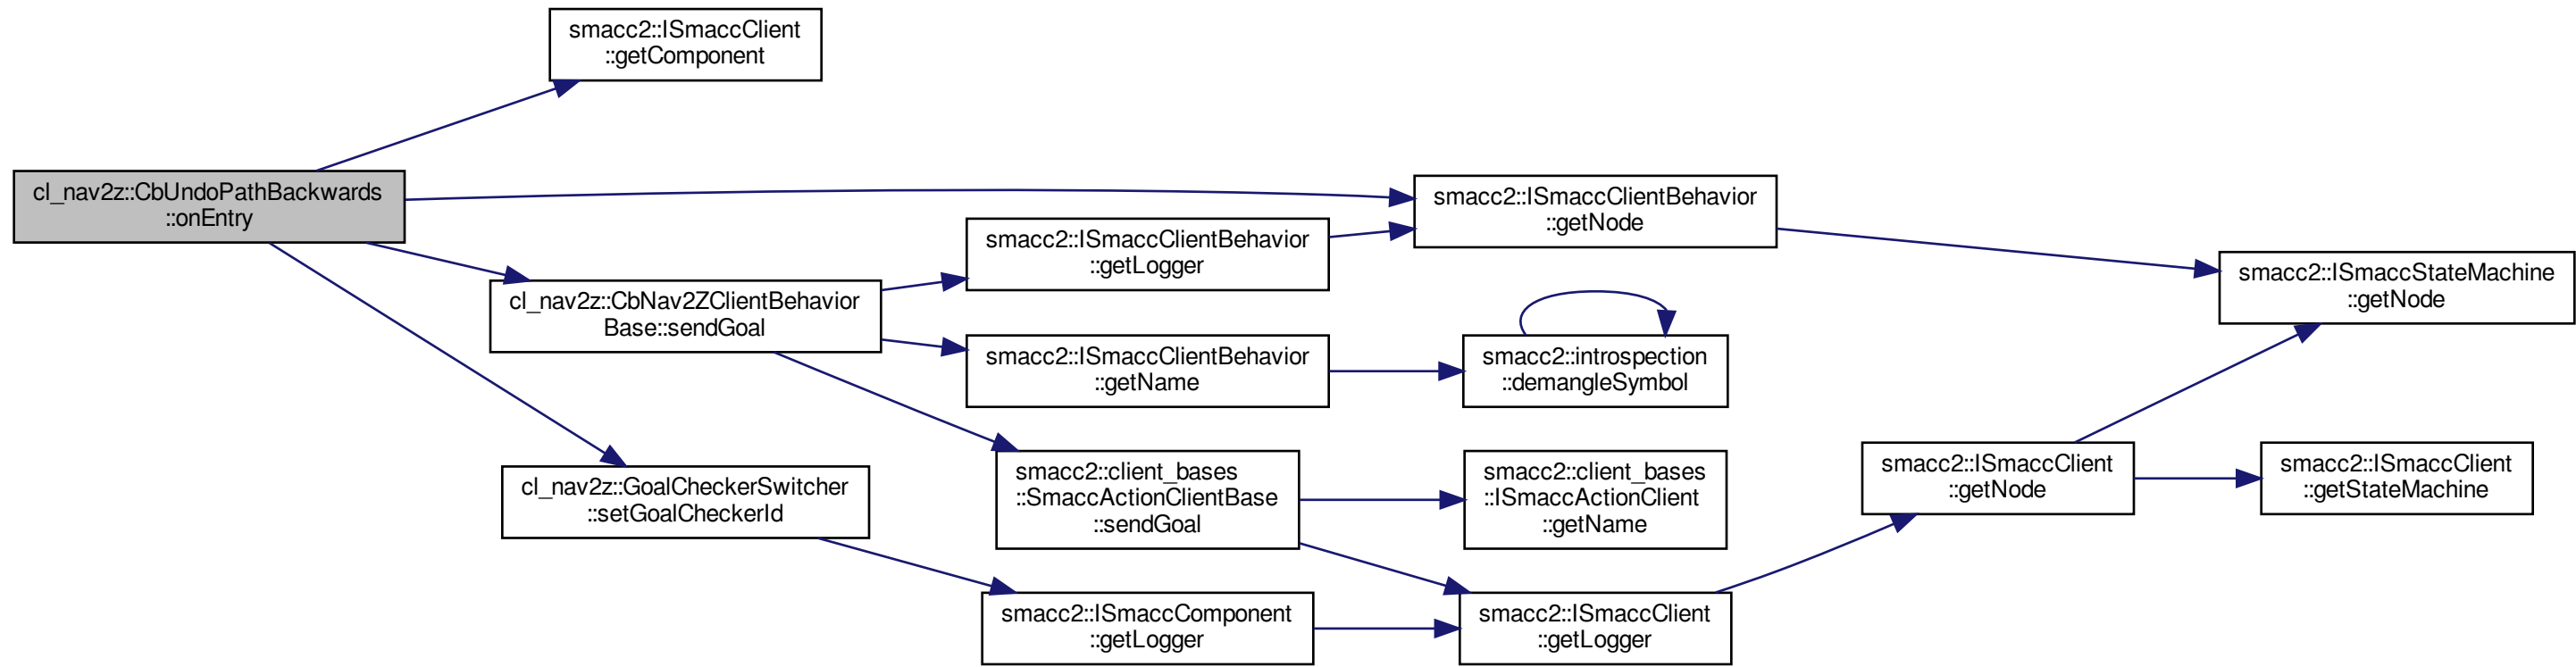 smacc2::ISmaccClient
::getComponent
cl_nav2z::CbUndoPathBackwards
::onEntry
smacc2::ISmaccClientBehavior
::getNode
smacc2::ISmaccClientBehavior
::getLogger
smacc2::ISmaccStateMachine
::getNode
cl_nav2z::CbNav2ZClientBehavior
Base::sendGoal
smacc2::ISmaccClientBehavior
::getName
smacc2::introspection
::demangleSymbol
cl_nav2z::GoalCheckerSwitcher
::setGoalCheckerId
smacc2::client_bases
::SmaccActionClientBase
::sendGoal
smacc2::client_bases
::ISmaccActionClient
::getName
smacc2::ISmaccClient
::getNode
smacc2::ISmaccClient
::getStateMachine
smacc2::ISmaccComponent
::getLogger
smacc2::ISmaccClient
::getLogger